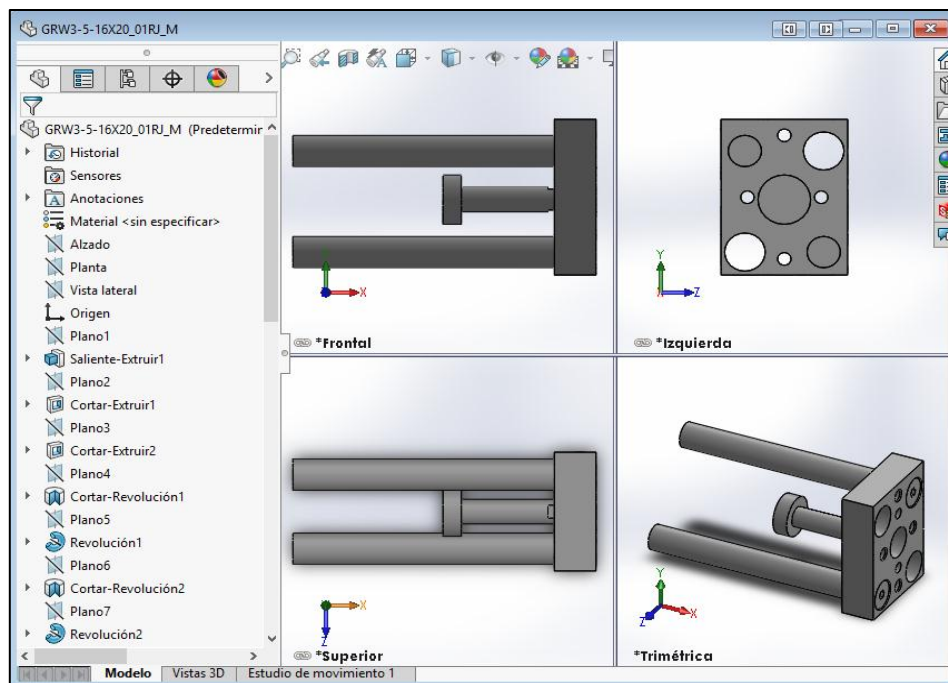 GRW3-5-16X20_01RJ_M
GRW3-5-16X20_01RJ_M (Predetermir
Historial
Sensores
Anotaciones
Material <sin especificar>
Alzado
Planta
Vista lateral
Origen
Plano1
Saliente-Extruir1
Plano2
Cortar-Extruir1
Plano3
Cortar-Extruir2
Plano4
Cortar-Revolución1
Plano5
Revolución1
Plano6
Cortar-Revolución2
Plano7
Revolución2
Y
X
*Frontal
Y
X
Z
*Izquierda
X
Z
*Superior
Y
Z
X
*Trimétrica
Modelo
Vistas 3D
Estudio de movimiento 1